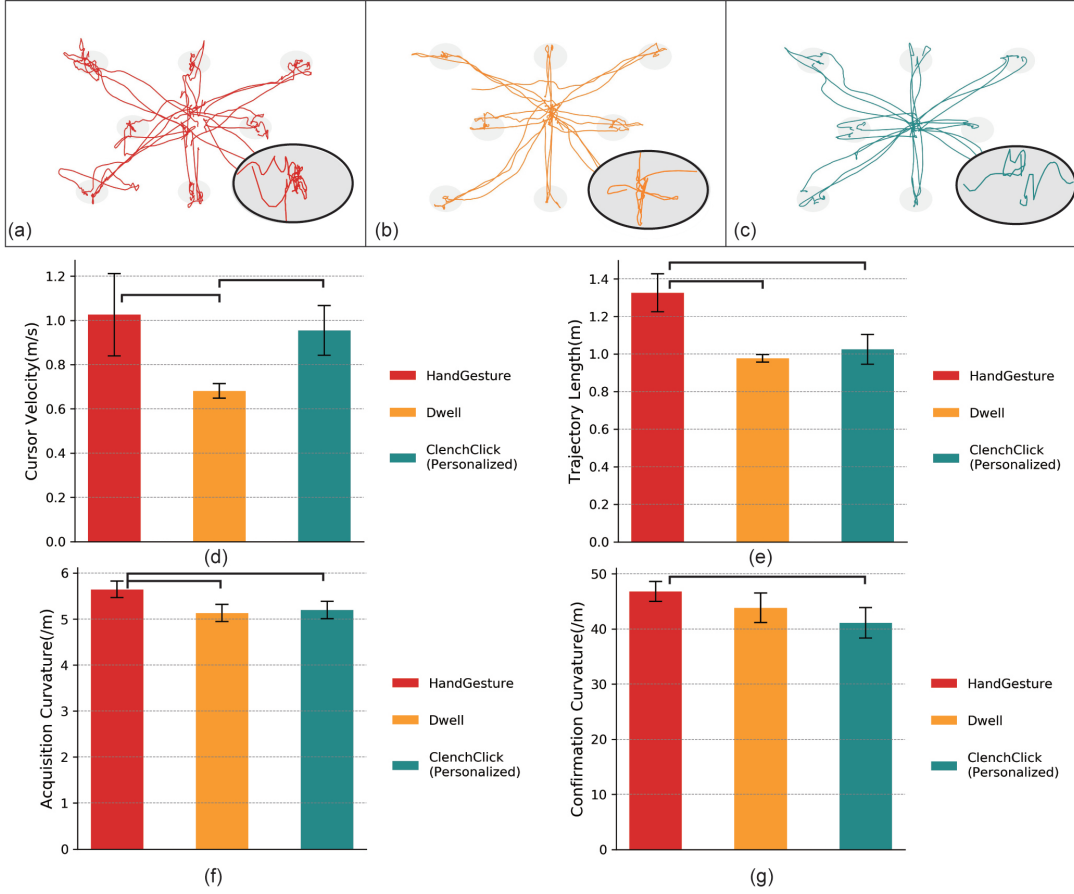 (a)
(b)
(c)
Cursor Velocity(m/s)
1.2
1.0
0.8
0.6
0.4
0.2
0.0
HandGesture
Dwell
ClenchClick
(Personalized)
(d)
Trajectory Length(m)
1.4
1.2
1.0
0.8
0.6
0.4
0.2
0.0
HandGesture
Dwell
ClenchClick
(Personalized)
(e)
Acquisition Curvature(/m)
6
5
4
3
2
1
0
HandGesture
Dwell
ClenchClick
(Personalized)
(f)
Confirmation Curvature(/m)
50
40
30
20
10
0
HandGesture
Dwell
ClenchClick
(Personalized)
(g)